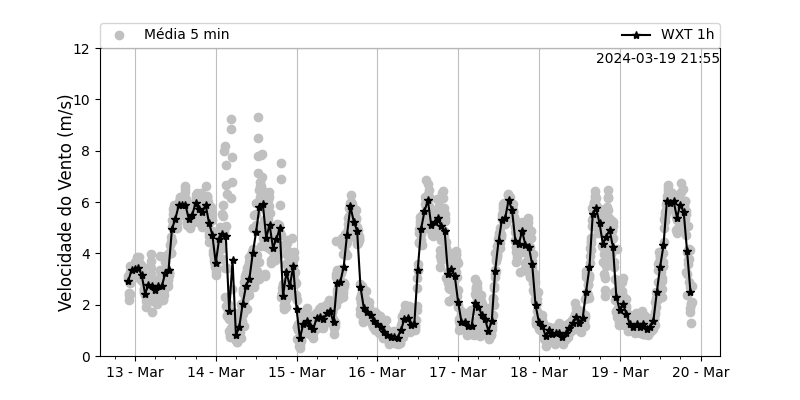 Média 5 min
WXT 1h
2024-03-19 21:55
Velocidade do Vento (m/s)
12
10
8
6
4
2
0
13 - Mar
14 - Mar
15 - Mar
16 - Mar
17 - Mar
18 - Mar
19 - Mar
20 - Mar